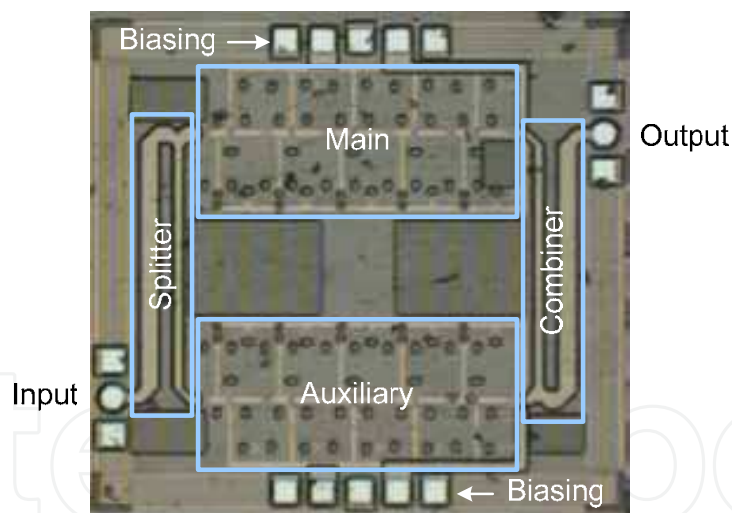 Biasing
Main
Output
Splitter
Combiner
Input
Auxiliary
Biasing